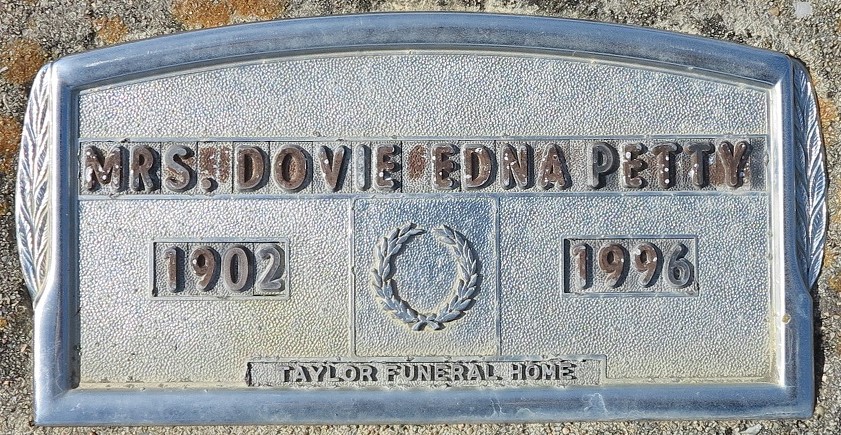 MRS. DOVIE EDNA PETTY
1902
1996
TAYLOR FUNERAL HOME